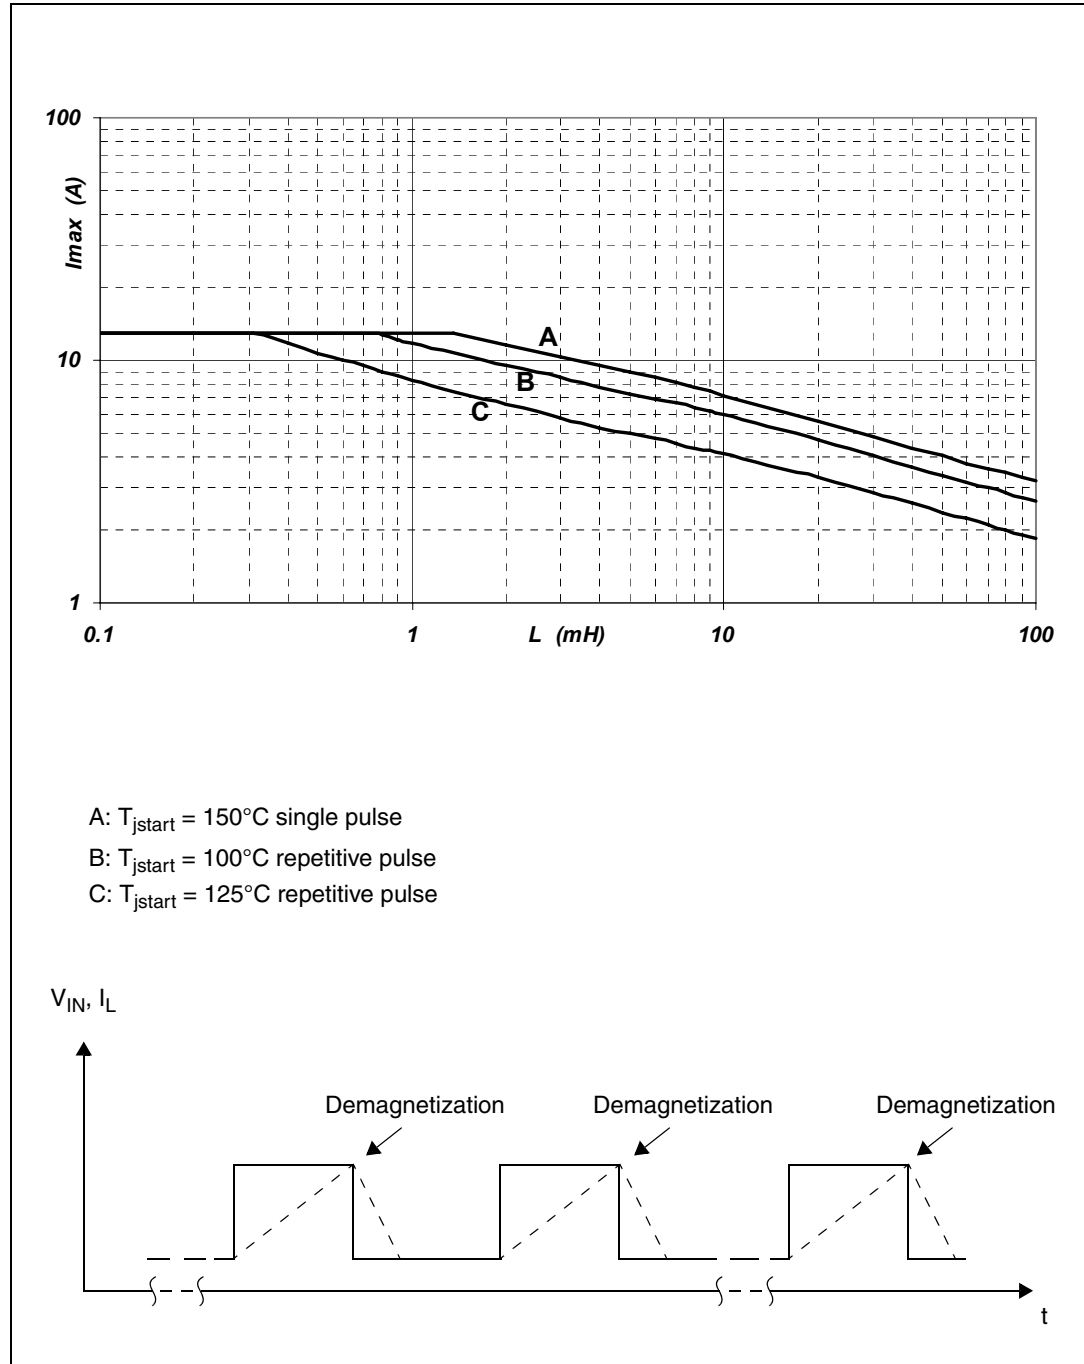 100
Imax (A)
A
10
B
C
1
0.1
1
L (mH)
10
100
A: Tjstart = 150°C single pulse
B: Tjstart = 100°C repetitive pulse
C: Tjstart = 125°C repetitive pulse
VIN, IL
Demagnetization
Demagnetization
Demagnetization
t